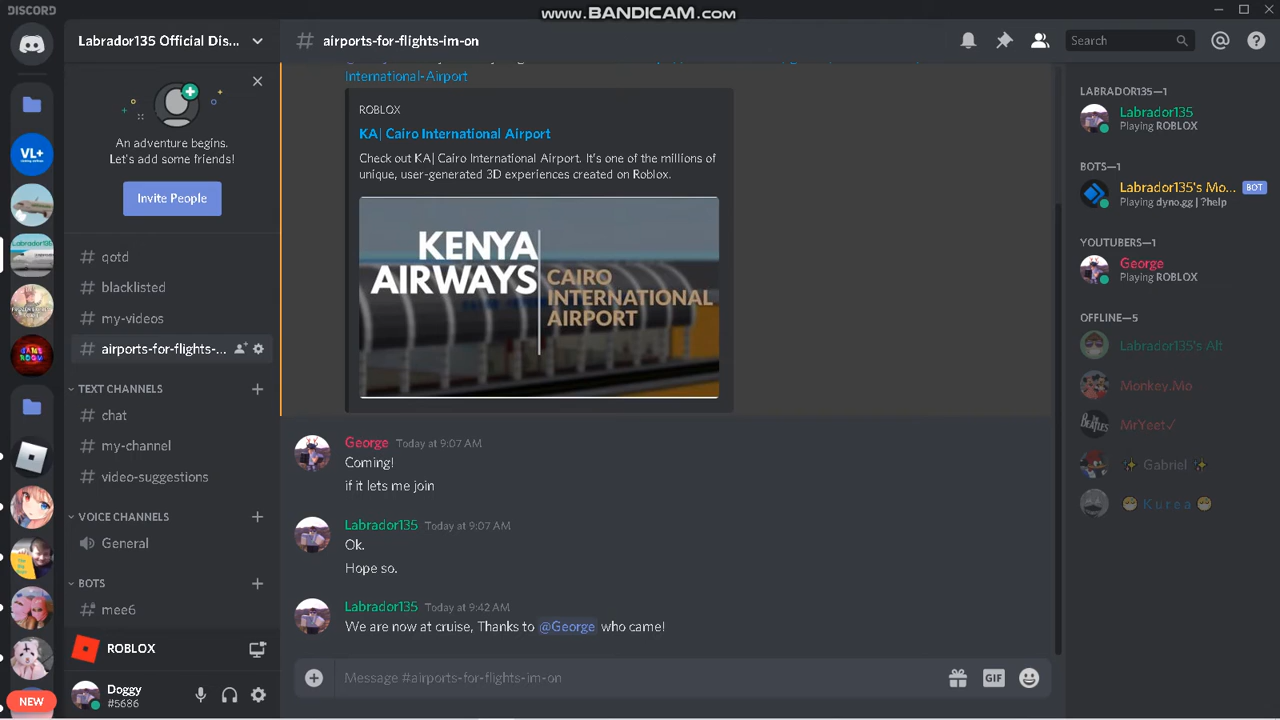 DISCORD
www.BANDICAM.com
Labrador135 Official Dis...
airports-for-flights-im-on
Search
An adventure begins.
Let's add some friends!
Invite People
VL+
Labrador135
qotd
blacklisted
my-videos
airports-for-flights-...
TEXT CHANNELS
chat
my-channel
video-suggestions
VOICE CHANNELS
General
BOTS
mee6
ROBLOX
Doggy
#5686
NEW
International-Airport
ROBLOX
KA| Cairo International Airport
Check out KA| Cairo International Airport. It's one of the millions of
unique, user-generated 3D experiences created on Roblox.
KENYA
AIRWAYS
CAIRO
INTERNATIONAL
AIRPORT
George Today at 9:07 AM
Coming!
if it lets me join
Labrador135 Today at 9:07 AM
Ok.
Hope so.
Labrador135 Today at 9:42 AM
We are now at cruise, Thanks to @George who came!
Message #airports-for-flights-im-on
GIF
LABRADOR135—1
Labrador135
Playing ROBLOX
BOTS—1
Labrador135's Mo... BOT
Playing dyno.gg | ?help
YOUTUBERS—1
George
Playing ROBLOX
OFFLINE—5
Labrador135's Alt
Monkey.Mo
MrYeet✓
✨ Gabriel ✨
K u r e a